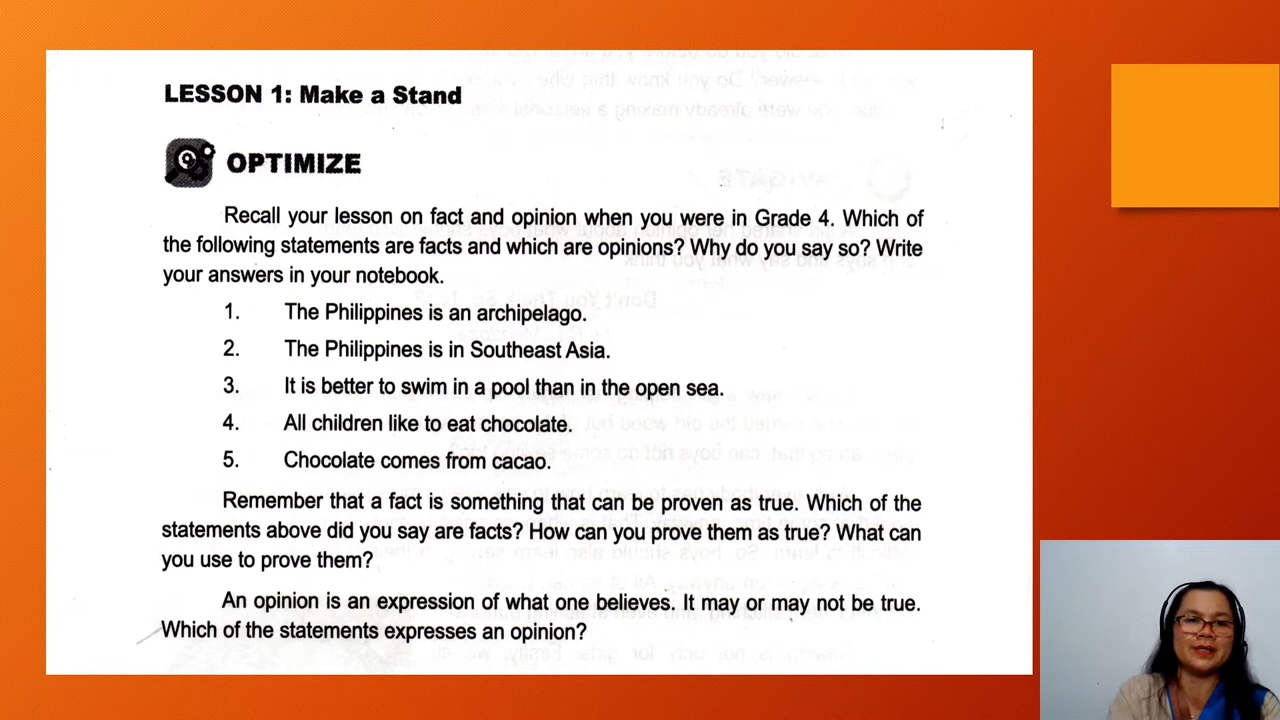 LESSON 1: Make a Stand
OPTIMIZE
Recall your lesson on fact and opinion when you were in Grade 4. Which of
the following statements are facts and which are opinions? Why do you say so? Write
your answers in your notebook.
1. The Philippines is an archipelago.
2. The Philippines is in Southeast Asia.
3. It is better to swim in a pool than in the open sea.
4. All children like to eat chocolate.
5. Chocolate comes from cacao.
Remember that a fact is something that can be proven as true. Which of the
statements above did you say are facts? How can you prove them as true? What can
you use to prove them?
An opinion is an expression of what one believes. It may or may not be true.
Which of the statements expresses an opinion?